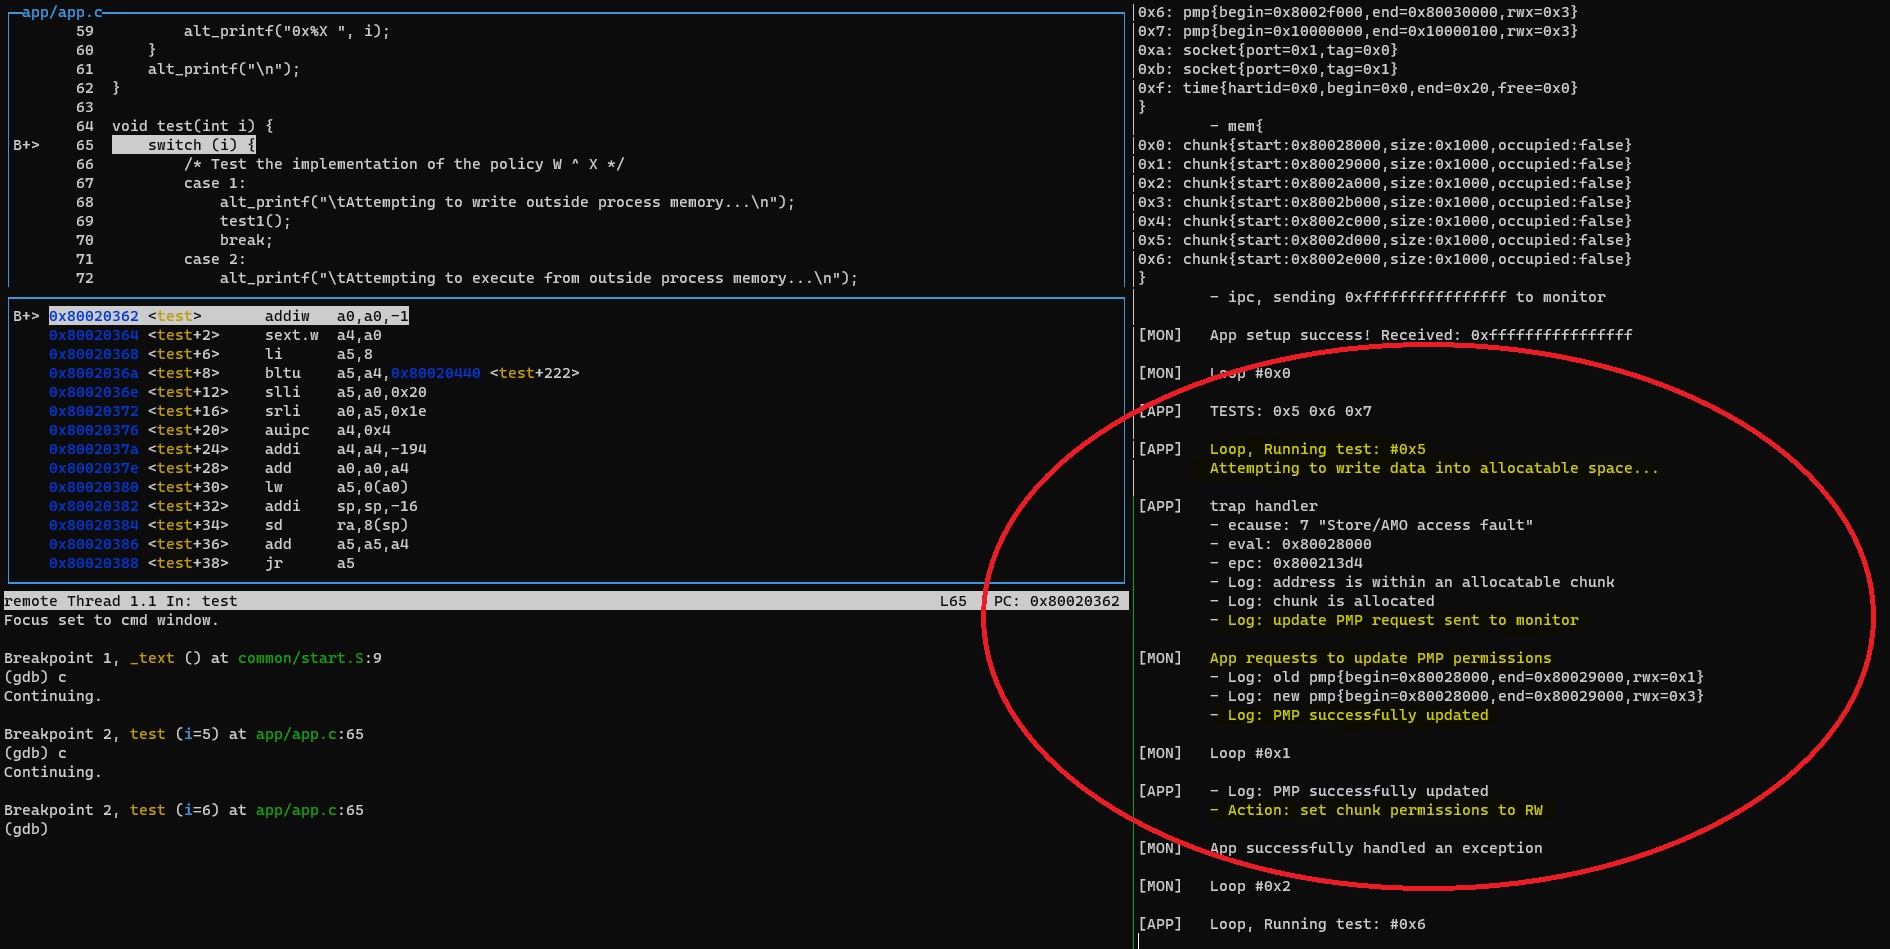 app/app.c
59 alt_printf("0x%X ", i);
60 }
61 alt_printf("\n");
62 }
63
64 void test(int i) {
B+> 65 switch (i) {
66 /* Test the implementation of the policy W ^ X */
67 case 1:
68 alt_printf("\tAttempting to write outside process memory...\n");
69 test1();
70 break;
71 case 2:
72 alt_printf("\tAttempting to execute from outside process memory...\n");
B+> 0x80020362 <test> addiw a0,a0,-1
0x80020364 <test+2> sext.w a4,a0
0x80020368 <test+6> li a5,8
0x8002036a <test+8> bltu a5,a4,0x80020440 <test+222>
0x8002036e <test+12> slli a5,a0,0x20
0x80020372 <test+16> srli a0,a5,0x1e
0x80020376 <test+20> auipc a4,0x4
0x8002037a <test+24> addi a4,a4,-194
0x8002037e <test+28> add a0,a0,a4
0x80020380 <test+30> lw a5,0(a0)
0x80020382 <test+32> addi sp,sp,-16
0x80020384 <test+34> sd ra,8(sp)
0x80020386 <test+36> add a5,a5,a4
0x80020388 <test+38> jr a5
remote Thread 1.1 In: test L65 PC: 0x80020362
Focus set to cmd window.
Breakpoint 1, _text () at common/start.S:9
(gdb) c
Continuing.
Breakpoint 2, test (i=5) at app/app.c:65
(gdb) c
Continuing.
Breakpoint 2, test (i=6) at app/app.c:65
(gdb)
0x6: pmp{begin=0x8002f000,end=0x80030000,rwx=0x3}
0x7: pmp{begin=0x10000000,end=0x10000100,rwx=0x3}
0xa: socket{port=0x1,tag=0x0}
0xb: socket{port=0x0,tag=0x1}
0xf: time{hartid=0x0,begin=0x0,end=0x20,free=0x0}
}
- mem{
0x0: chunk{start:0x80028000,size:0x1000,occupied:false}
0x1: chunk{start:0x80029000,size:0x1000,occupied:false}
0x2: chunk{start:0x8002a000,size:0x1000,occupied:false}
0x3: chunk{start:0x8002b000,size:0x1000,occupied:false}
0x4: chunk{start:0x8002c000,size:0x1000,occupied:false}
0x5: chunk{start:0x8002d000,size:0x1000,occupied:false}
0x6: chunk{start:0x8002e000,size:0x1000,occupied:false}
}
- ipc, sending 0xffffffffffffffff to monitor
[MON] App setup success! Received: 0xffffffffffffffff
[MON] Loop #0x0
[APP] TESTS: 0x5 0x6 0x7
[APP] Loop, Running test: #0x5
Attempting to write data into allocatable space...
[APP] trap handler
- ecause: 7 "Store/AMO access fault"
- eval: 0x80028000
- epc: 0x800213d4
- Log: address is within an allocatable chunk
- Log: chunk is allocated
- Log: update PMP request sent to monitor
[MON] App requests to update PMP permissions
- Log: old pmp{begin=0x80028000,end=0x80029000,rwx=0x1}
- Log: new pmp{begin=0x80028000,end=0x80029000,rwx=0x3}
- Log: PMP successfully updated
[MON] Loop #0x1
[APP] - Log: PMP successfully updated
- Action: set chunk permissions to RW
[MON] App successfully handled an exception
[MON] Loop #0x2
[APP] Loop, Running test: #0x6